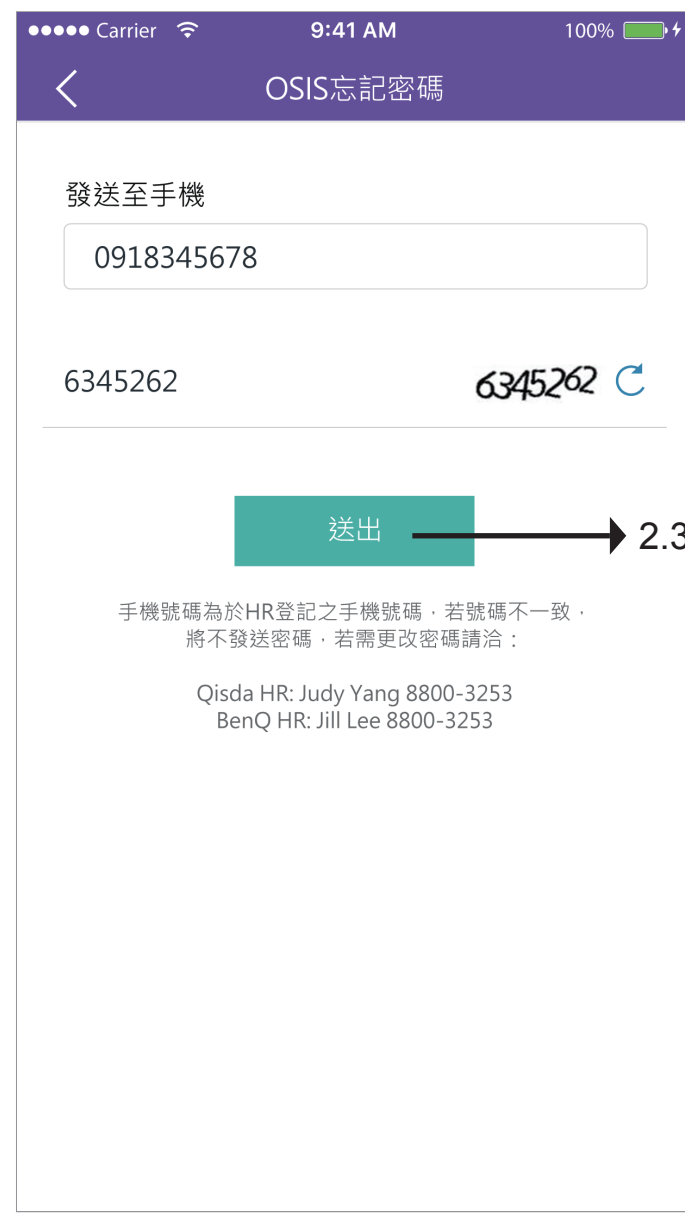 Carrier 9:41 AM 100%
OSIS忘記密碼
發送至手機
0918345678
6345262 6345262
送出 2.3
手機號碼為於HR登記之手機號碼，若號碼不一致，
將不發送密碼，若需更改密碼請洽：
Qisda HR: Judy Yang 8800-3253
BenQ HR: Jill Lee 8800-3253